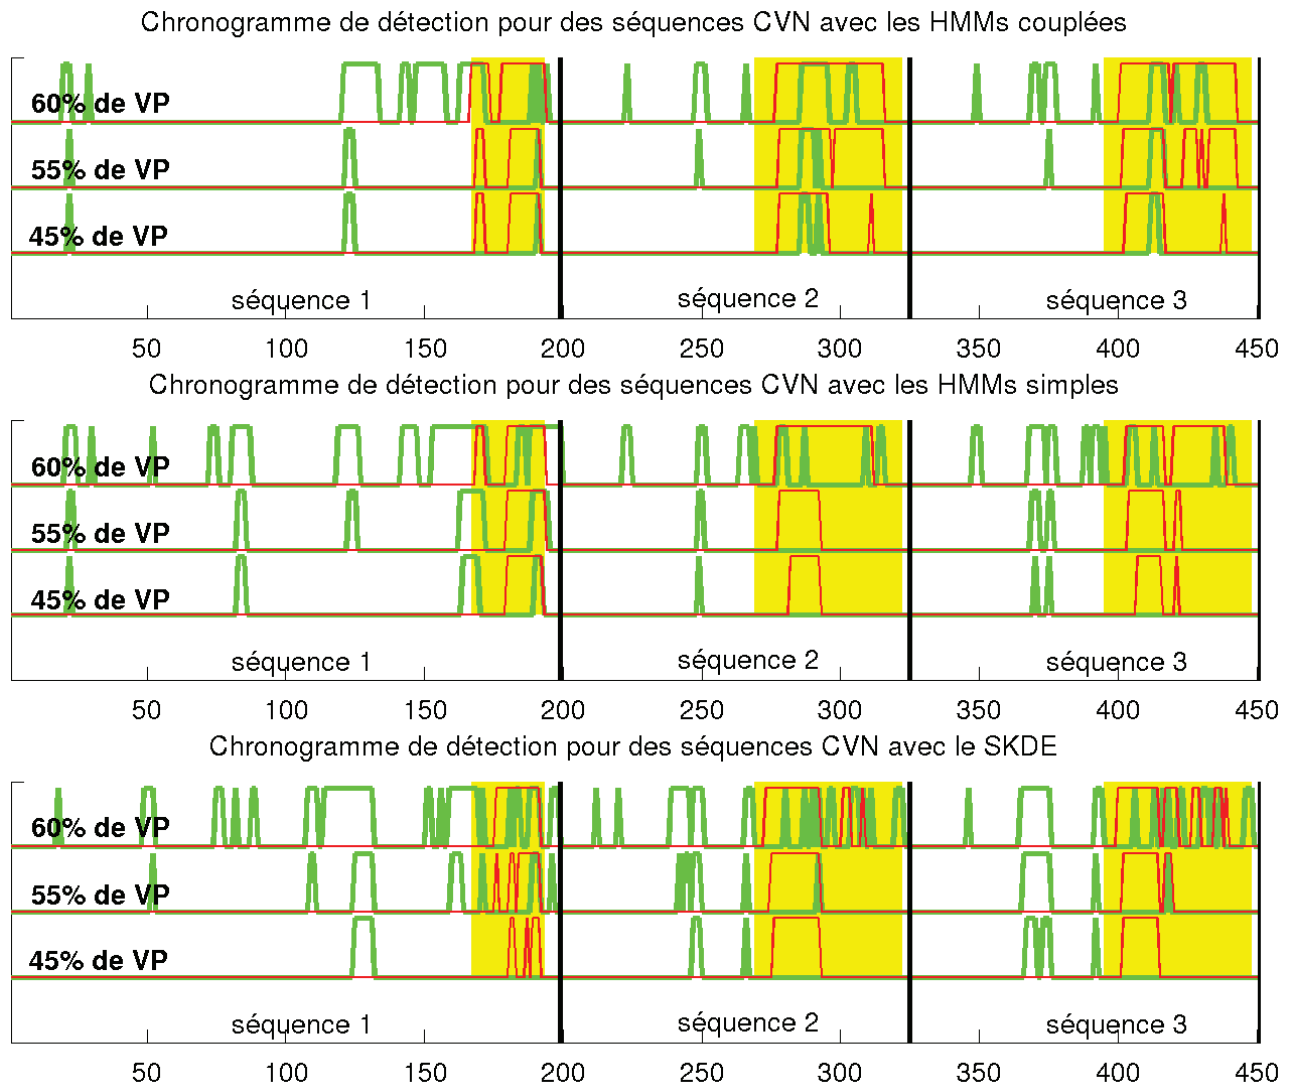 Chronogramme de détection pour des séquences CVN avec les HMMs couplées
60% de VP
55% de VP
45% de VP
séquence 1 séquence 2 séquence 3
50 100 150 200 250 300 350 400 450
Chronogramme de détection pour des séquences CVN avec les HMMs simples
60% de VP
55% de VP
45% de VP
séquence 1 séquence 2 séquence 3
50 100 150 200 250 300 350 400 450
Chronogramme de détection pour des séquences CVN avec le SKDE
60% de VP
55% de VP
45% de VP
séquence 1 séquence 2 séquence 3
50 100 150 200 250 300 350 400 450